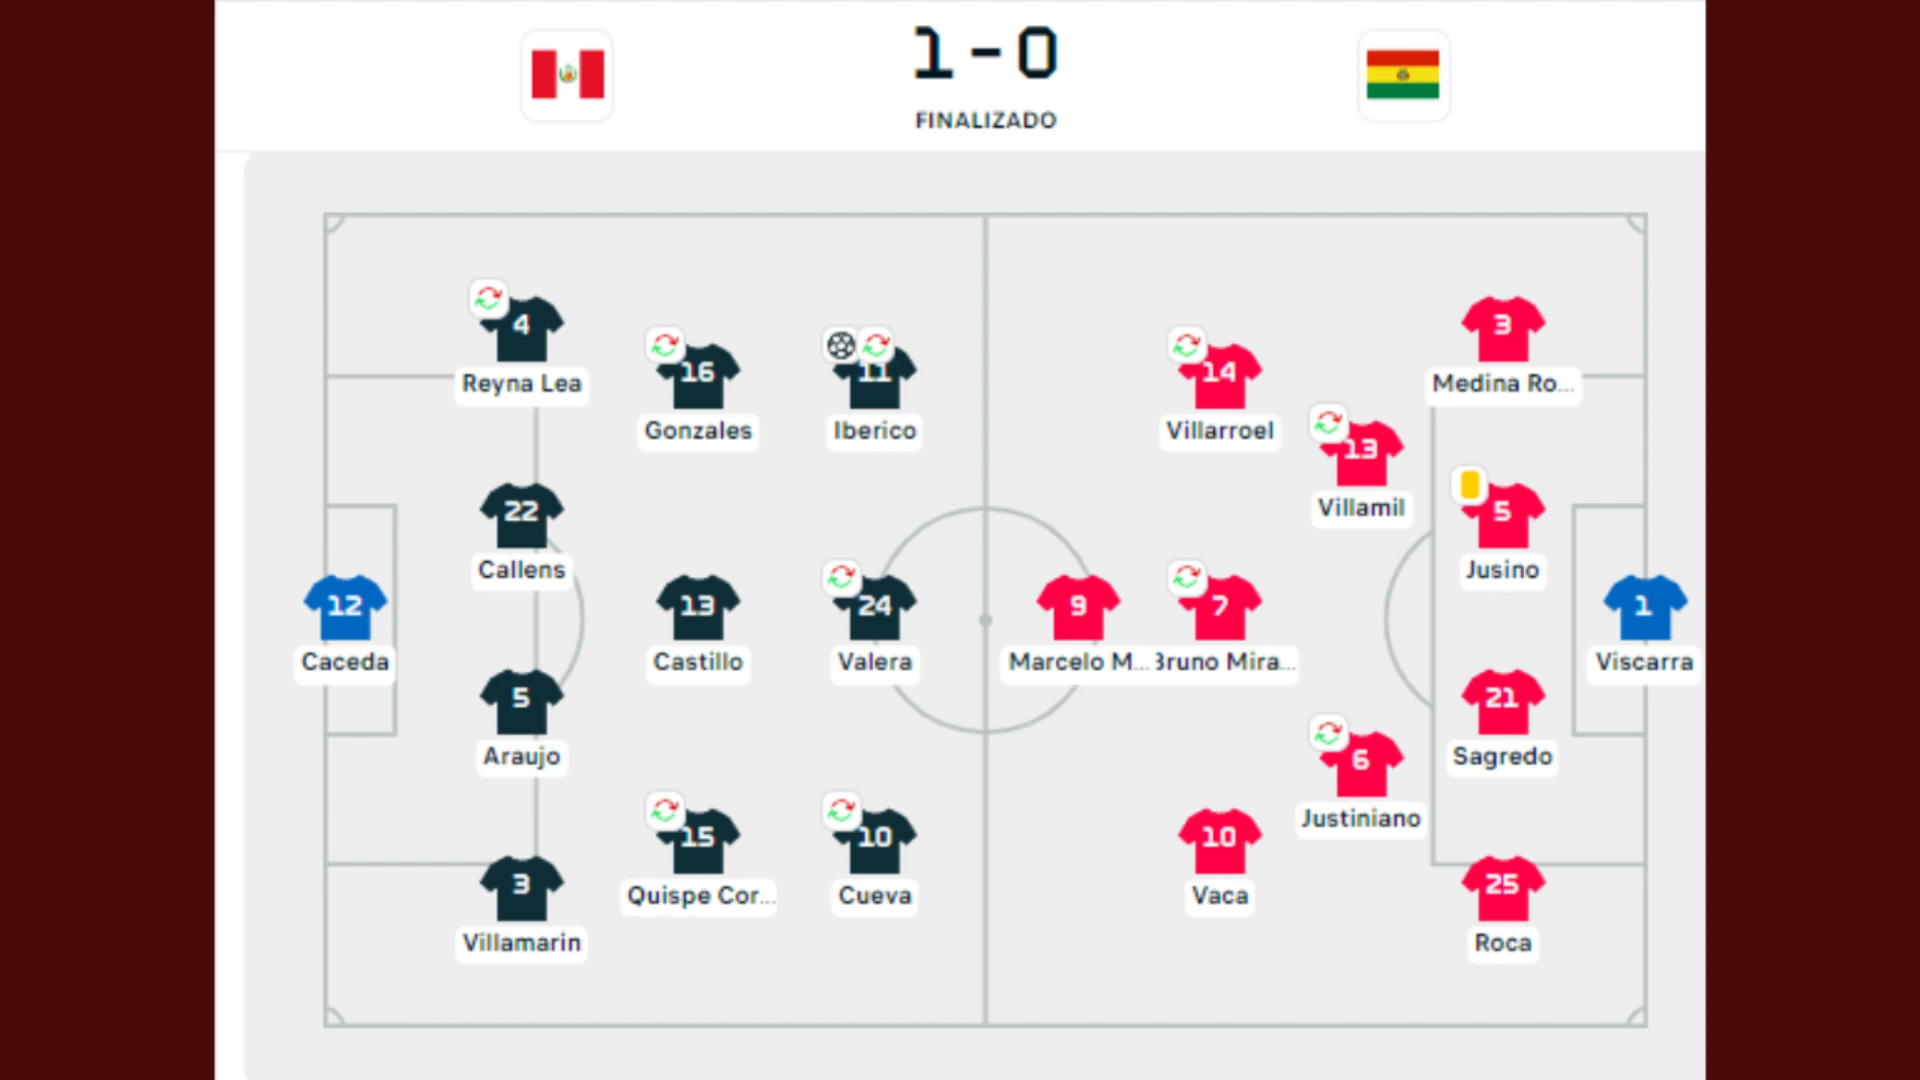 1 - 0
FINALIZADO
4
Reyna Lea
16
Gonzales
11
Iberico
22
Callens
12
Caceda
13
Castillo
24
Valera
5
Araujo
15
Quispe Cor...
10
Cueva
3
Villamarin
14
Villarroel
3
Medina Ro...
13
Villamil
5
Jusino
9
Marcelo M...
7
Bruno Mira...
1
Viscarra
21
Sagredo
6
Justiniano
10
Vaca
25
Roca